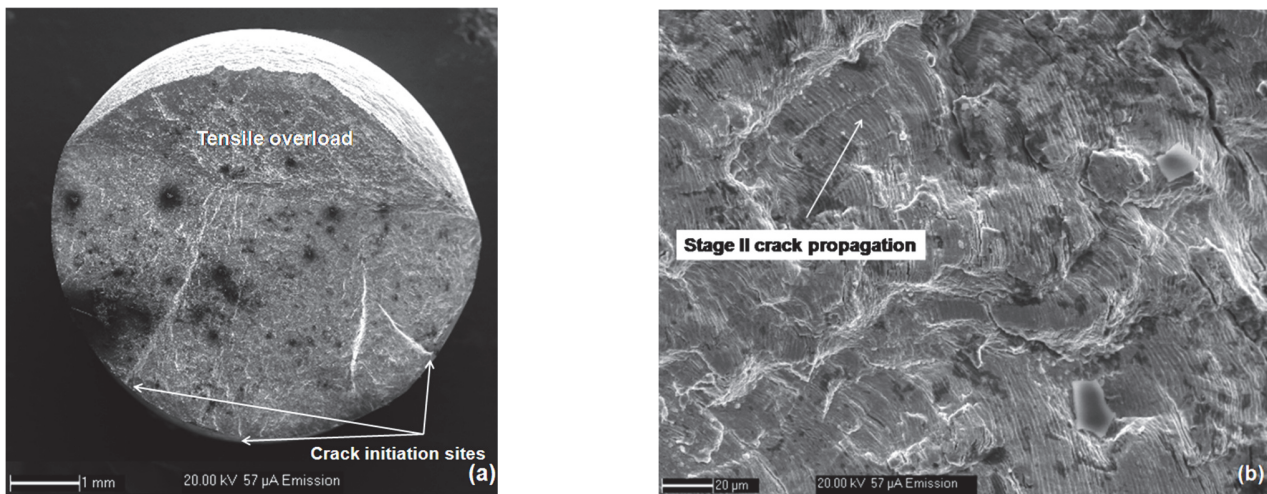 Tensile overload
Crack initiation sites
1 mm
20.00 kV 57 µA Emission
(a)
Stage II crack propagation
20 µm
20.00 kV 57 µA Emission
(b)